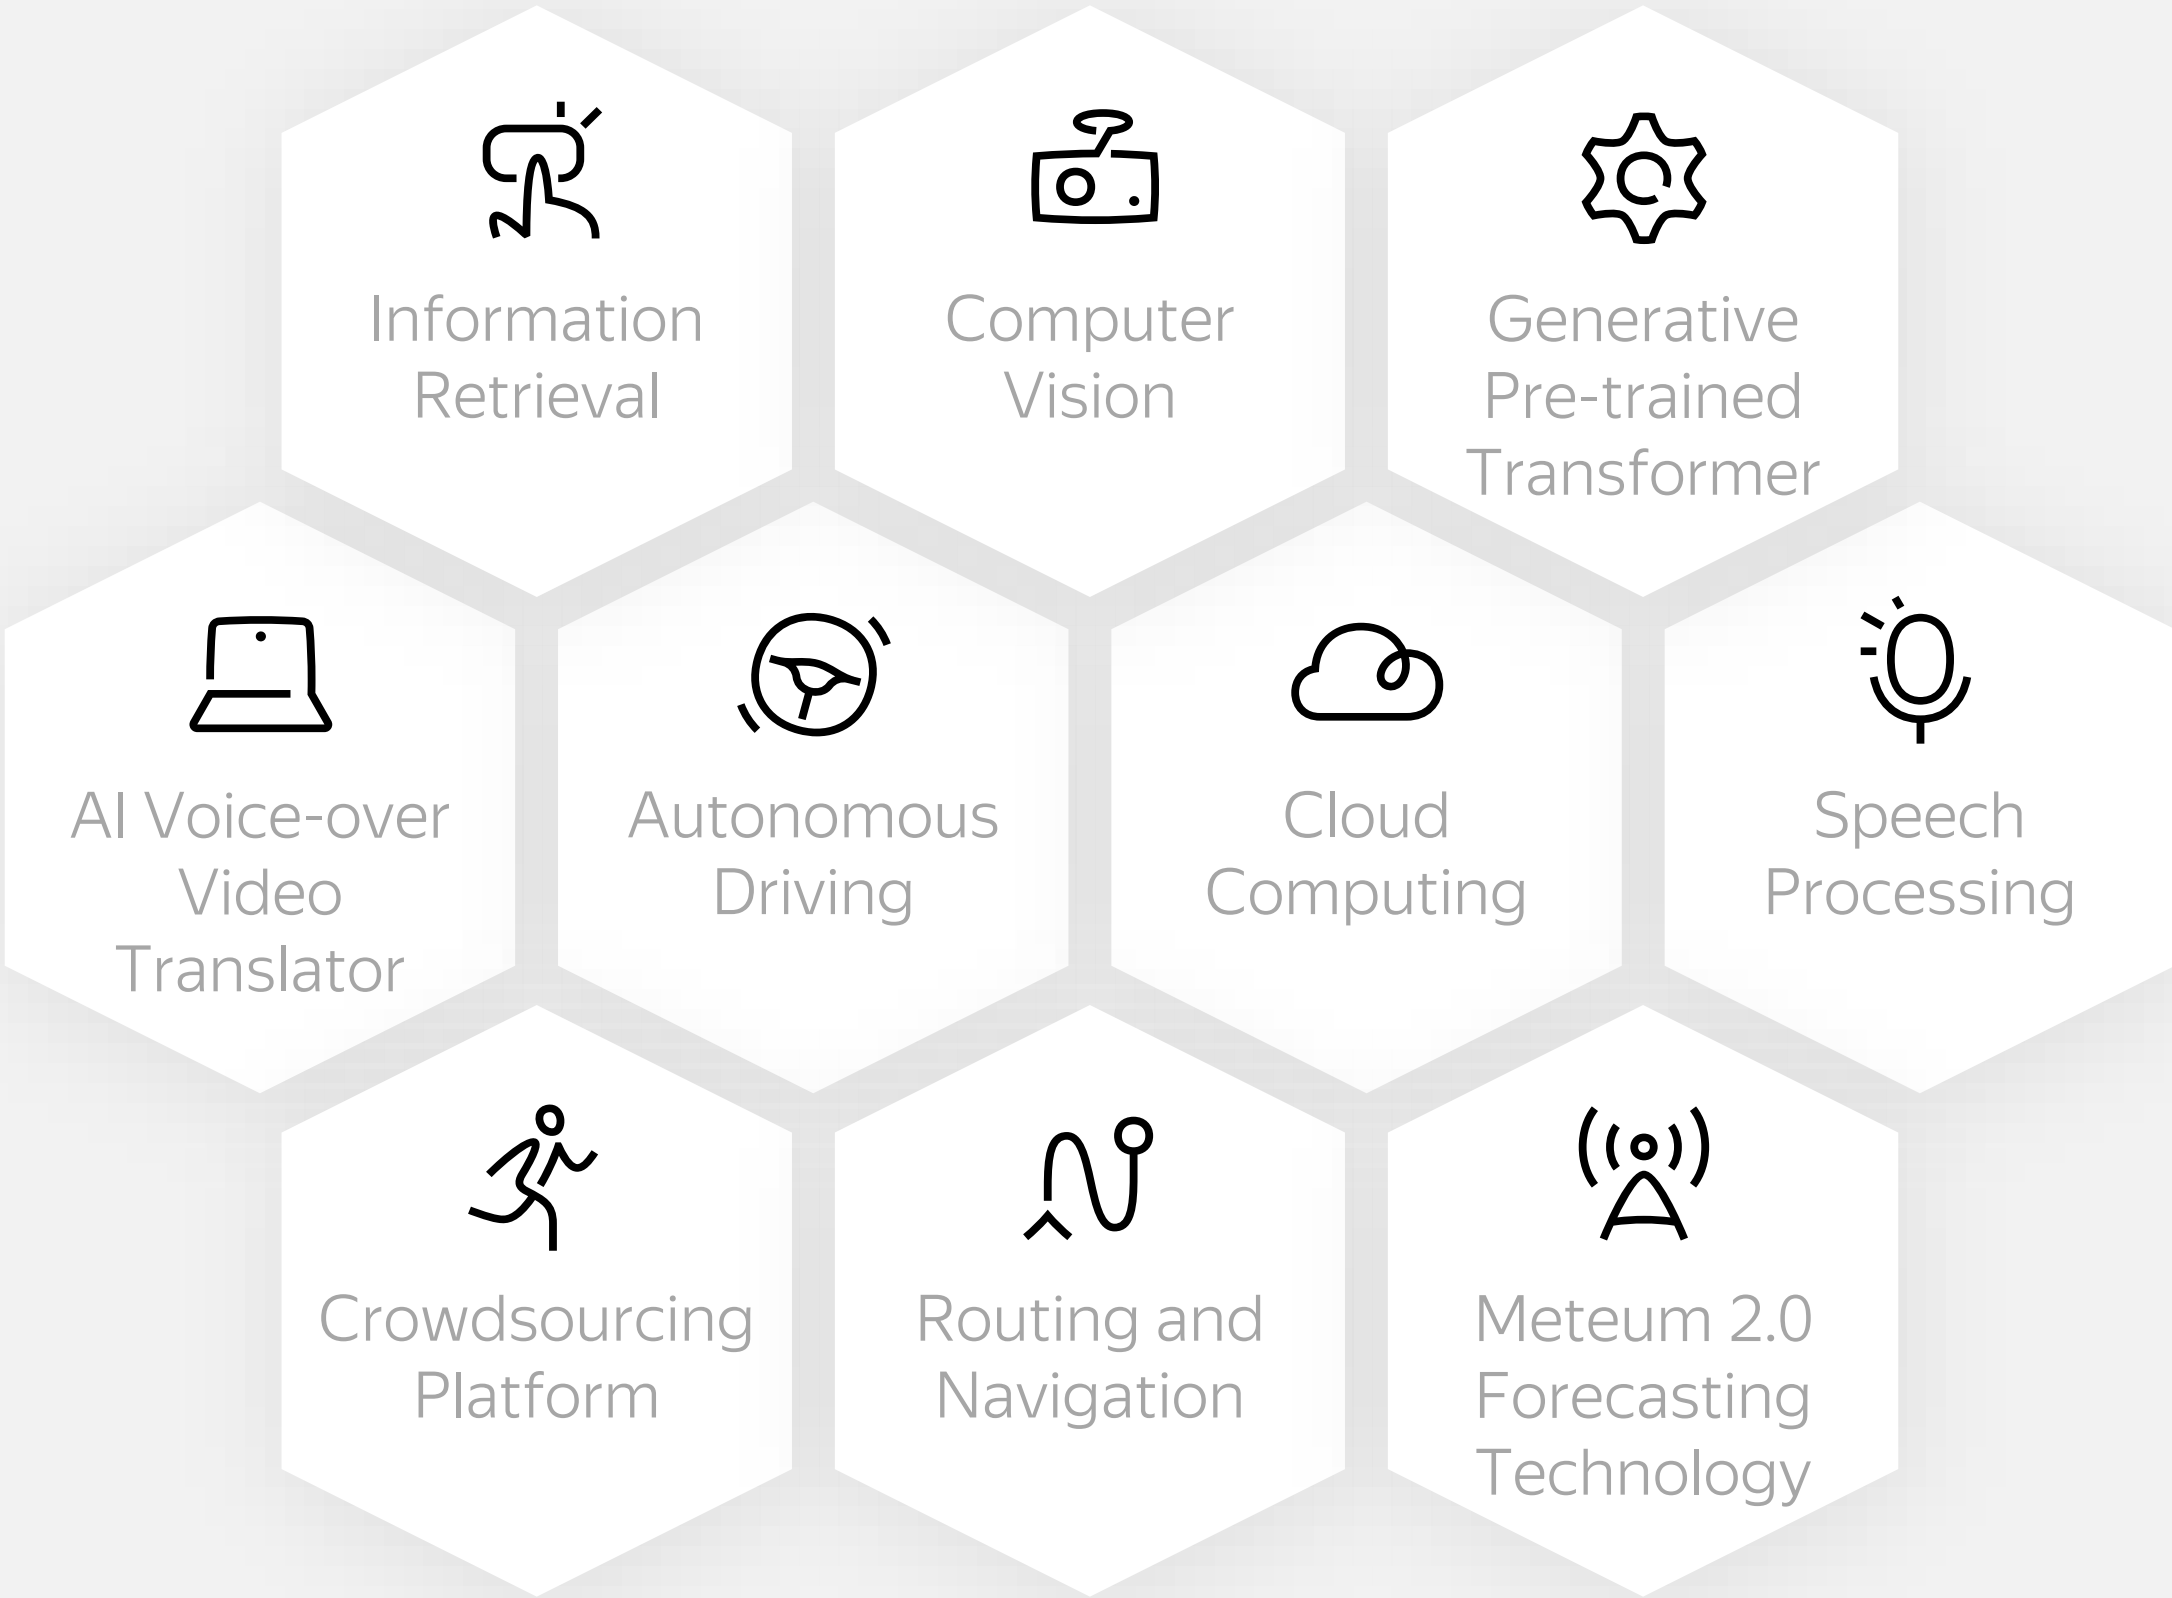 Information
Retrieval
Computer
Vision
Generative
Pre-trained
Transformer
AI Voice-over
Video
Translator
Autonomous
Driving
Cloud
Computing
Speech
Processing
Crowdsourcing
Platform
Routing and
Navigation
Meteum 2.0
Forecasting
Technology